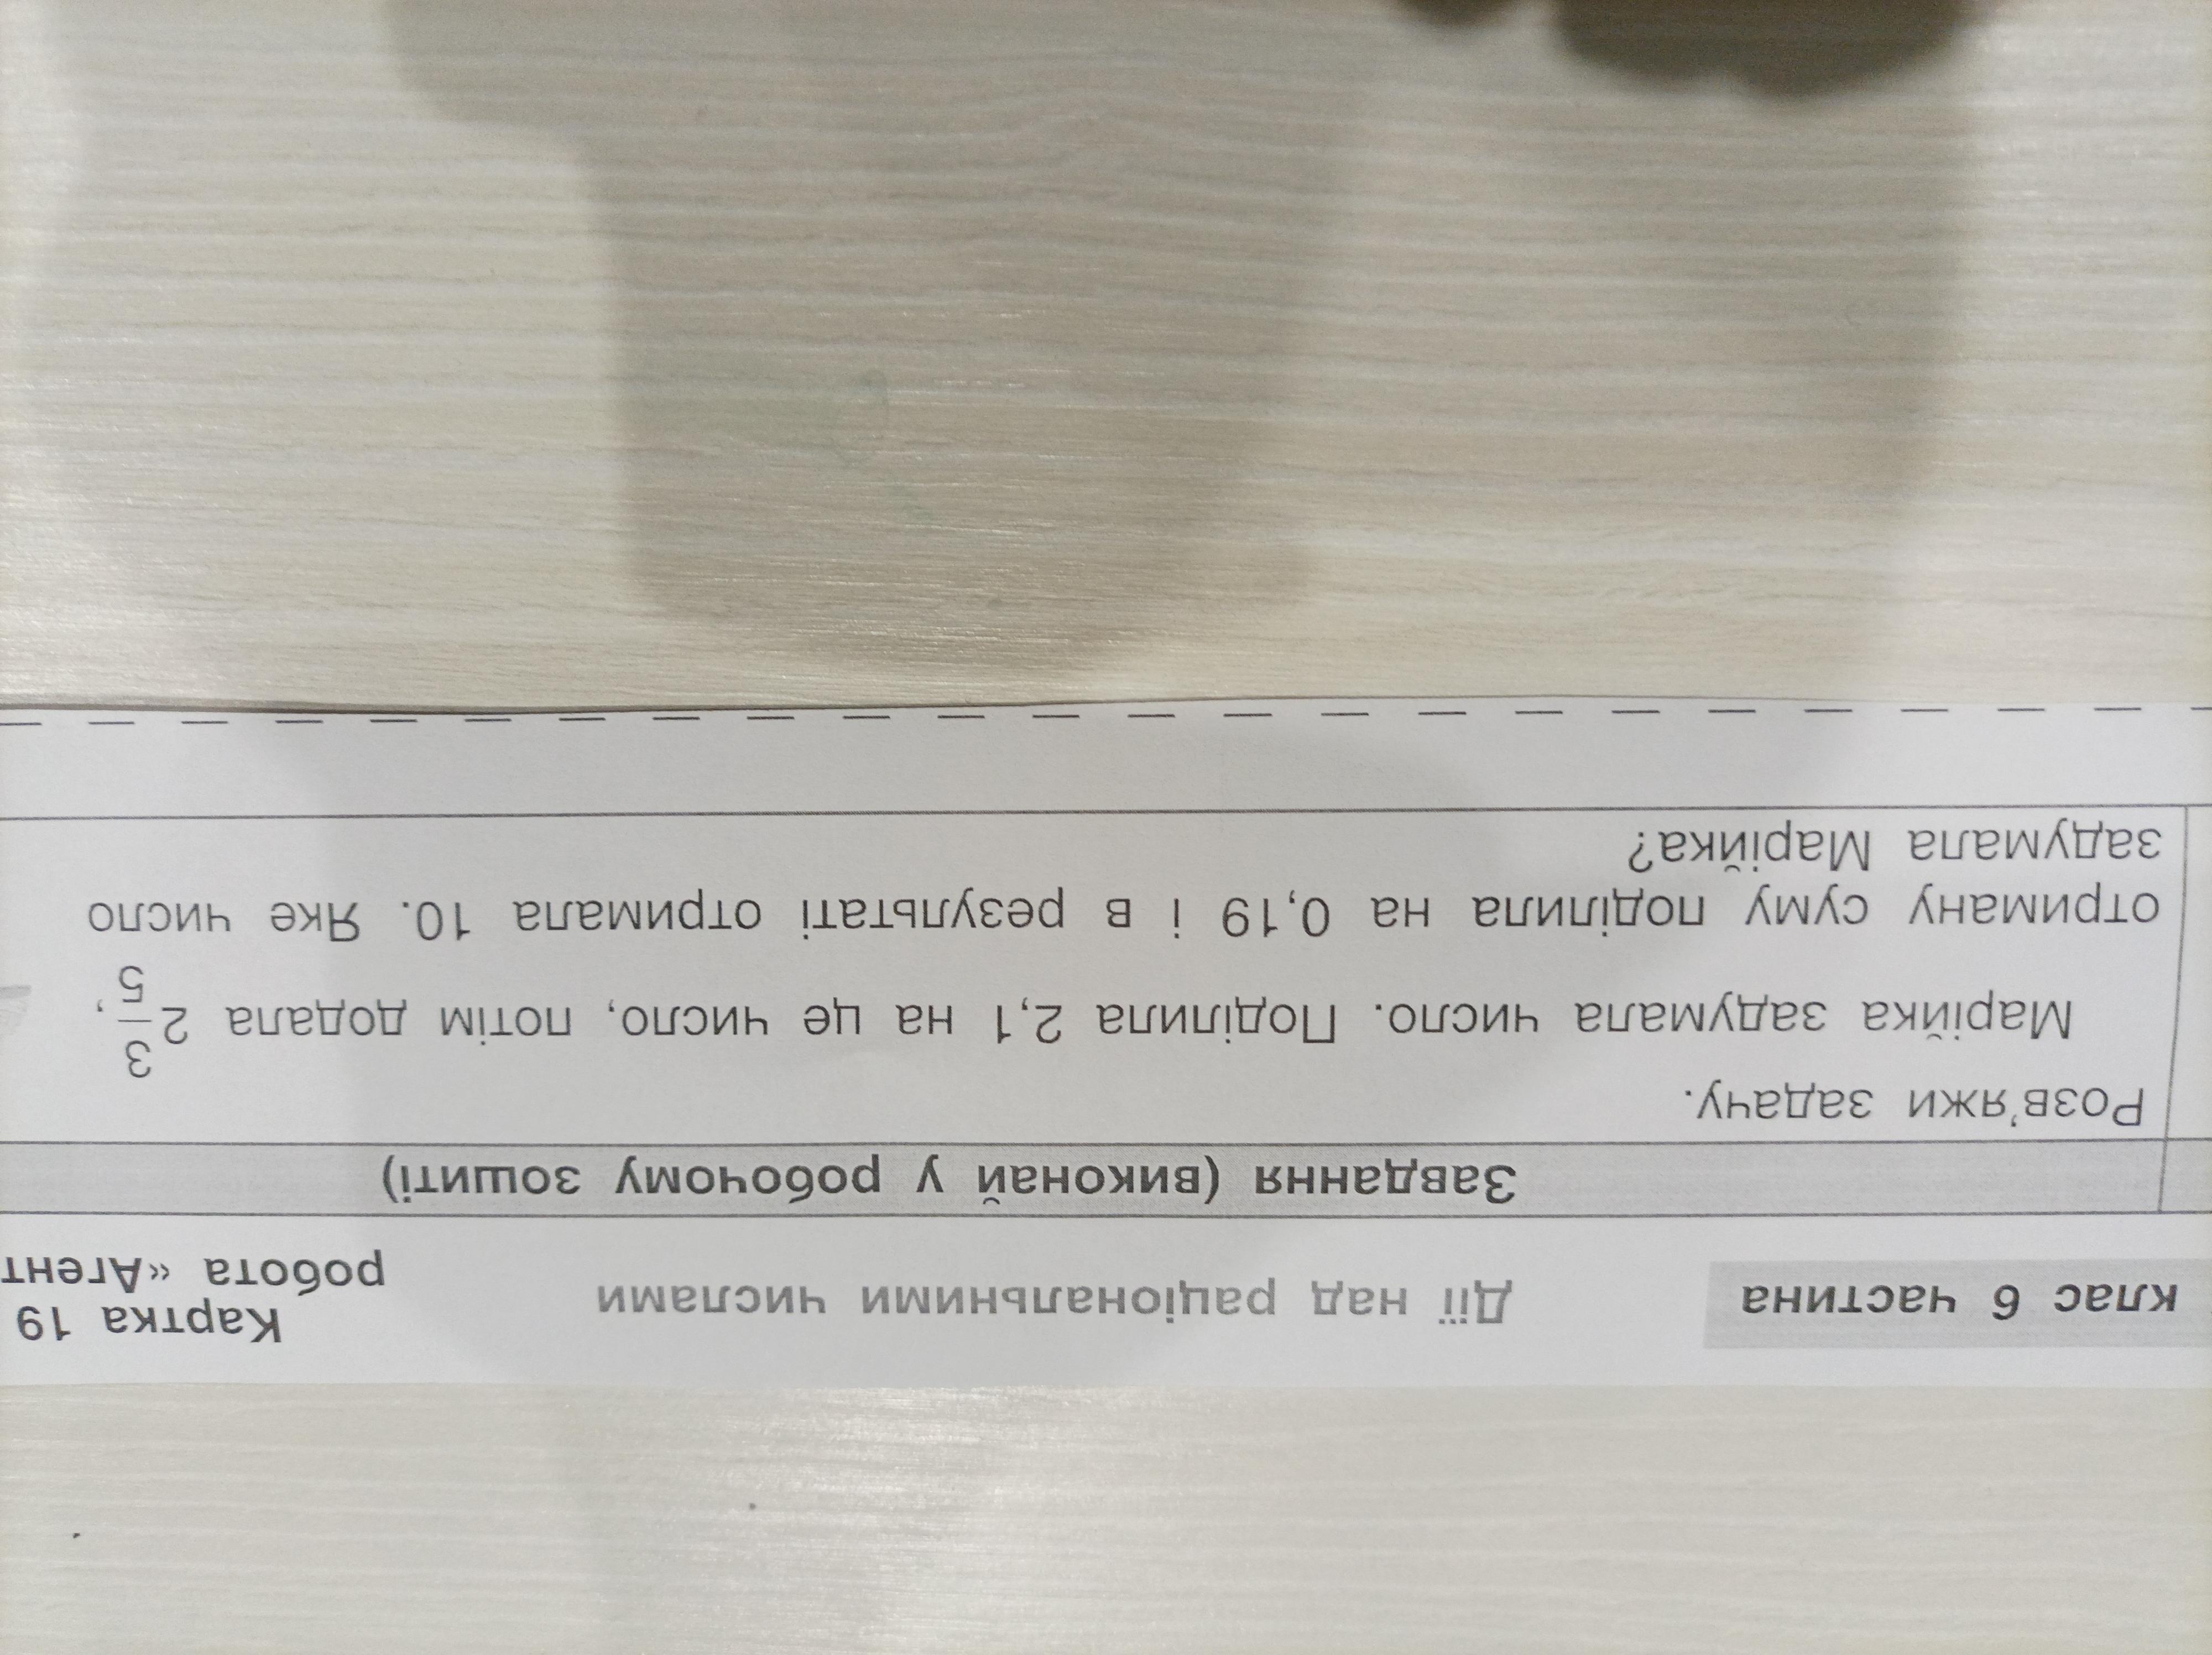 клас 6 частина
Дії над раціональними числами
Картка 19
робота «Агент
Завдання (виконай у робочому зошиті)
Розв'яжи задачу.
Марійка задумала число. Поділила 2,1 на це число, потім додала 2 3/5,
отриману суму поділила на 0,19 і в результаті отримала 10. Яке число
задумала Марійка?